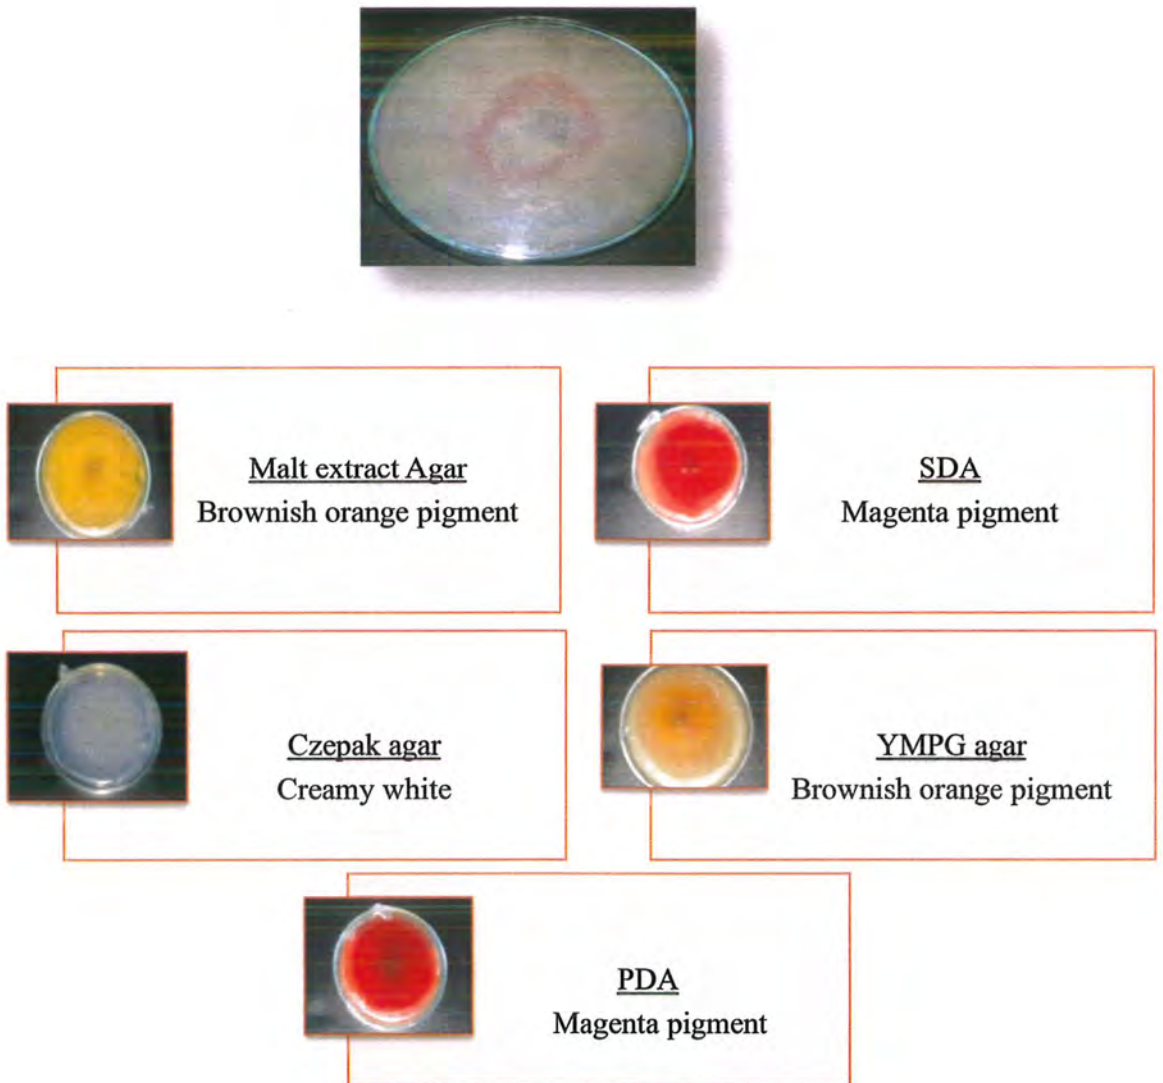 Malt extract Agar
Brownish orange pigment
SDA
Magenta pigment
Czepak agar
Creamy white
YMPG agar
Brownish orange pigment
PDA
Magenta pigment